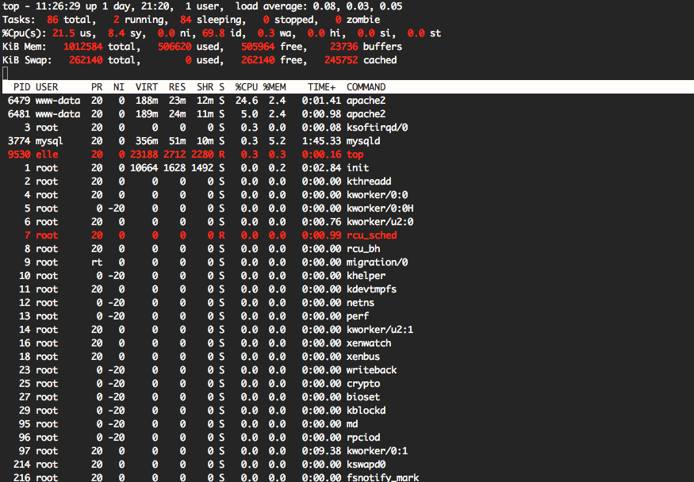 top - 11:26:29 up 1 day, 21:20,  1 user,  load average: 0.08, 0.03, 0.05
Tasks:  86 total,   2 running,  84 sleeping,   0 stopped,   0 zombie
%Cpu(s): 21.5 us,  8.4 sy,  0.0 ni, 69.8 id,  0.3 wa,  0.0 hi,  0.0 si,  0.0 st
KiB Mem:   1012584 total,   506620 used,   505964 free,    23736 buffers
KiB Swap:   262140 total,        0 used,   262140 free,   245752 cached
PID USER      PR  NI  VIRT  RES  SHR S  %CPU %MEM    TIME+  COMMAND
6479 www-data  20   0  188m  23m  12m S  24.6  2.4   0:01.41 apache2
6481 www-data  20   0  189m  24m  11m S   5.0  2.4   0:00.98 apache2
3 root      20   0     0    0    0 S   0.3  0.0   0:00.08 ksoftirqd/0
3774 mysql     20   0  356m  51m  10m S   0.3  5.2   1:45.33 mysqld
9530 elle      20   0 23188 2712 2280 R   0.3  0.3   0:00.16 top
1 root      20   0 10664 1628 1492 S   0.0  0.2   0:02.84 init
2 root      20   0     0    0    0 S   0.0  0.0   0:00.00 kthreadd
4 root      20   0     0    0    0 S   0.0  0.0   0:00.00 kworker/0:0
5 root       0 -20     0    0    0 S   0.0  0.0   0:00.00 kworker/0:0H
6 root      20   0     0    0    0 S   0.0  0.0   0:00.76 kworker/u2:0
7 root      20   0     0    0    0 R   0.0  0.0   0:00.99 rcu_sched
8 root      20   0     0    0    0 S   0.0  0.0   0:00.00 rcu_bh
9 root      rt   0     0    0    0 S   0.0  0.0   0:00.00 migration/0
10 root       0 -20     0    0    0 S   0.0  0.0   0:00.00 khelper
11 root      20   0     0    0    0 S   0.0  0.0   0:00.00 kdevtmpfs
12 root       0 -20     0    0    0 S   0.0  0.0   0:00.00 netns
13 root       0 -20     0    0    0 S   0.0  0.0   0:00.00 perf
14 root      20   0     0    0    0 S   0.0  0.0   0:00.00 kworker/u2:1
16 root      20   0     0    0    0 S   0.0  0.0   0:00.00 xenwatch
18 root      20   0     0    0    0 S   0.0  0.0   0:00.00 xenbus
23 root       0 -20     0    0    0 S   0.0  0.0   0:00.00 writeback
25 root       0 -20     0    0    0 S   0.0  0.0   0:00.00 crypto
27 root       0 -20     0    0    0 S   0.0  0.0   0:00.00 bioset
29 root       0 -20     0    0    0 S   0.0  0.0   0:00.00 kblockd
95 root       0 -20     0    0    0 S   0.0  0.0   0:00.00 md
96 root       0 -20     0    0    0 S   0.0  0.0   0:00.00 rpciod
97 root      20   0     0    0    0 S   0.0  0.0   0:09.38 kworker/0:1
214 root      20   0     0    0    0 S   0.0  0.0   0:00.00 kswapd0
216 root      20   0     0    0    0 S   0.0  0.0   0:00.00 fsnotify_mark